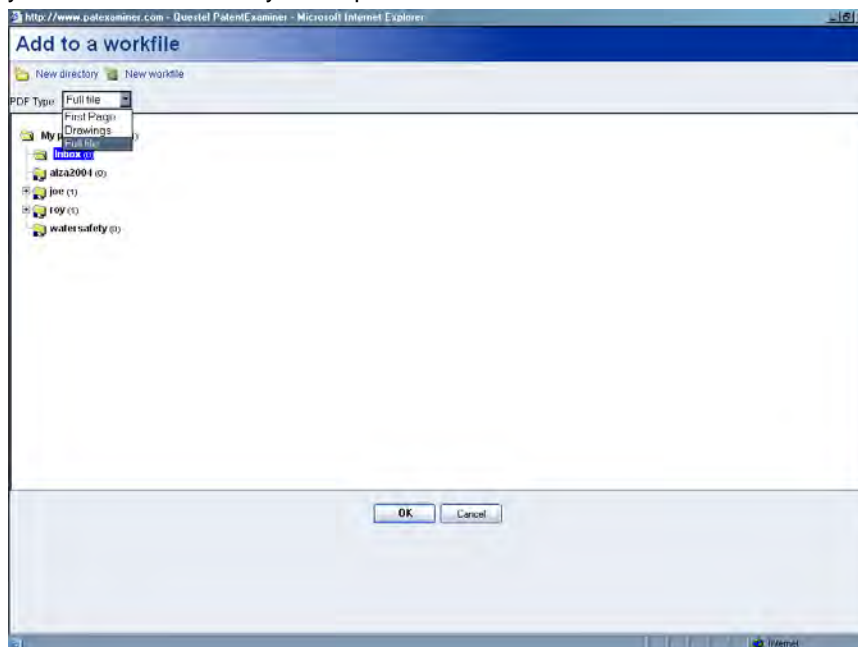 http://www.patexaminer.com - Questel PatentExaminer - Microsoft Internet Explorer
Add to a workfile
New directory New workfile
PDF Type Full file
First Page
Drawings
Full file
My p
Inbox (0)
alza2004 (0)
joe (1)
roy (1)
watersafety (0)
OK Cancel
Internet